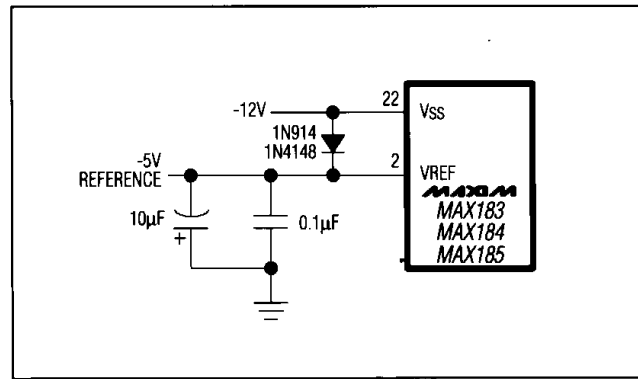 -12V
22
VSS
1N914
1N4148
-5V
REFERENCE
2
VREF
MAXIM
MAX183
MAX184
MAX185
10µF
+
0.1µF